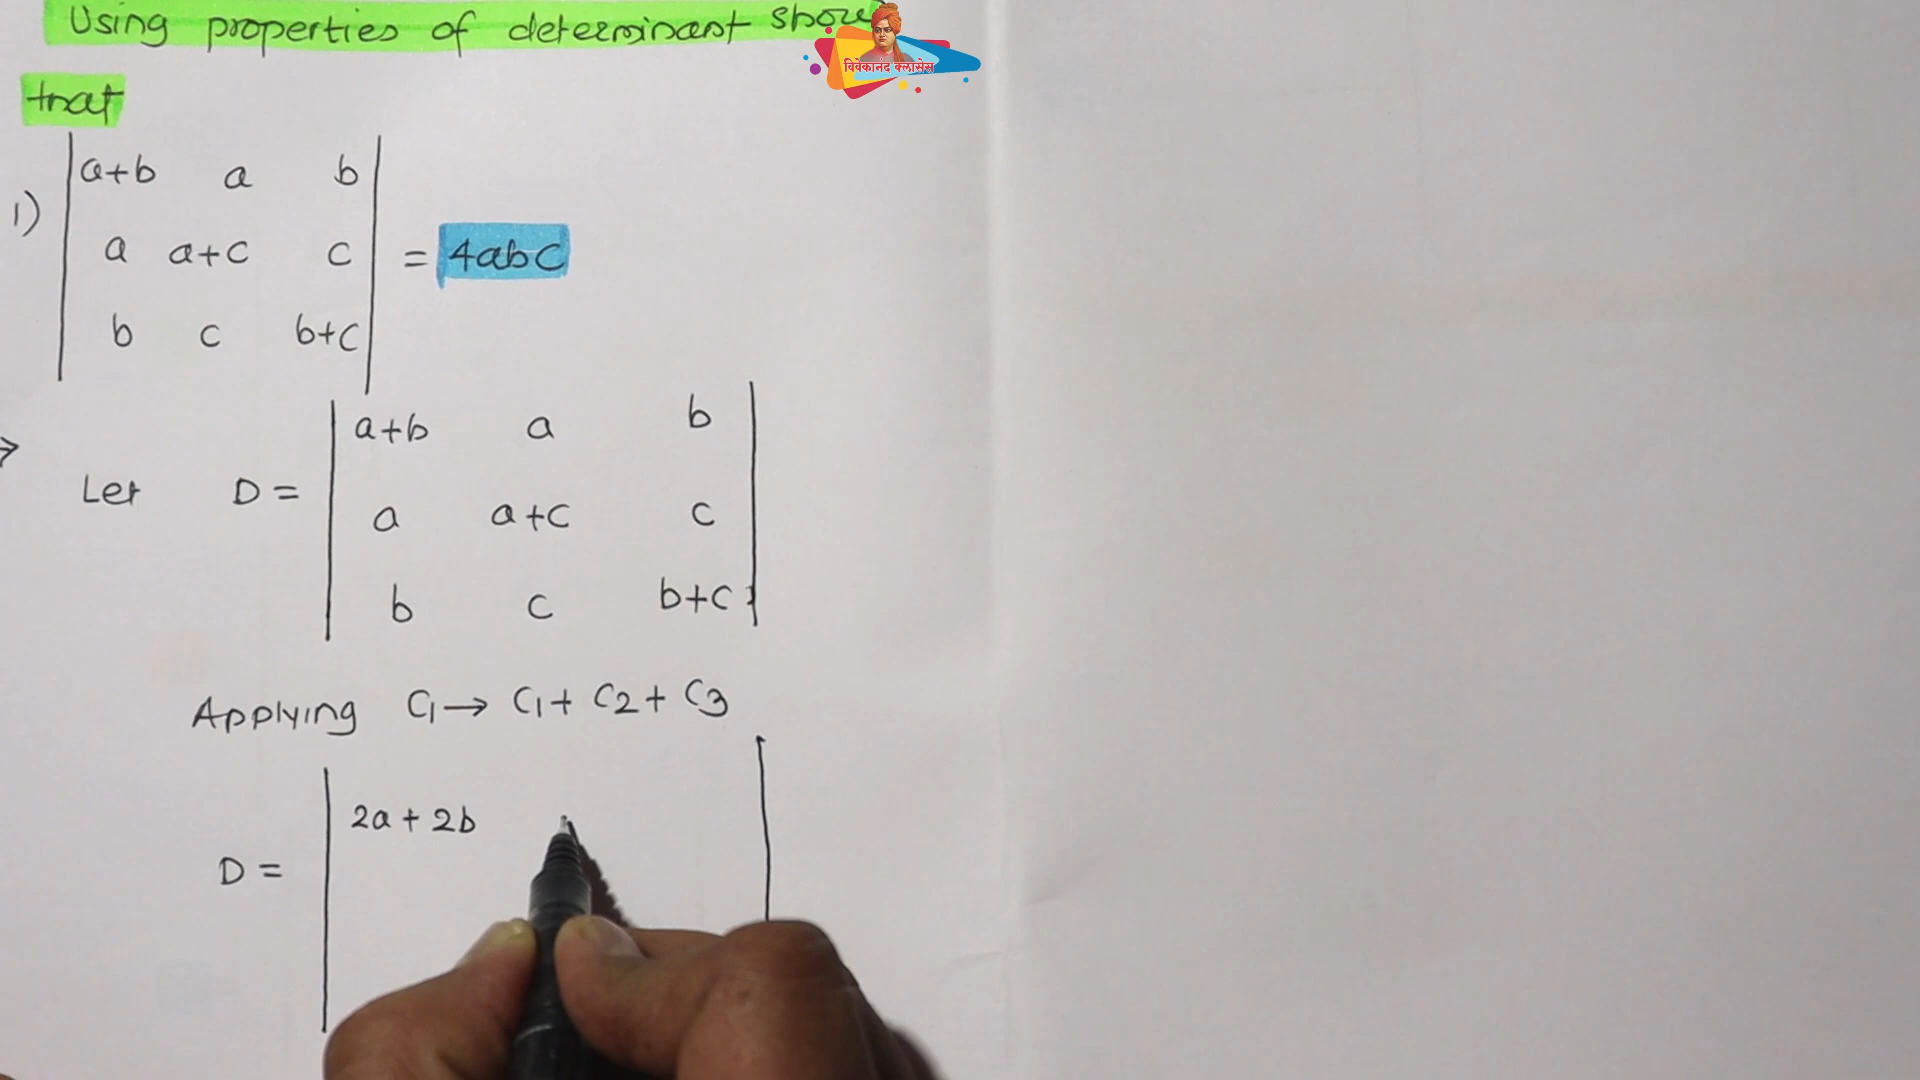 Using properties of determinant show
that
विवेकानंद क्लासेस
1) | a+b a b |
| a a+c c | = 4abc
| b c b+c |
| a+b a b |
Let D = | a a+c c |
| b c b+c |
Applying C1 → C1 + C2 + C3
| 2a + 2b
D =